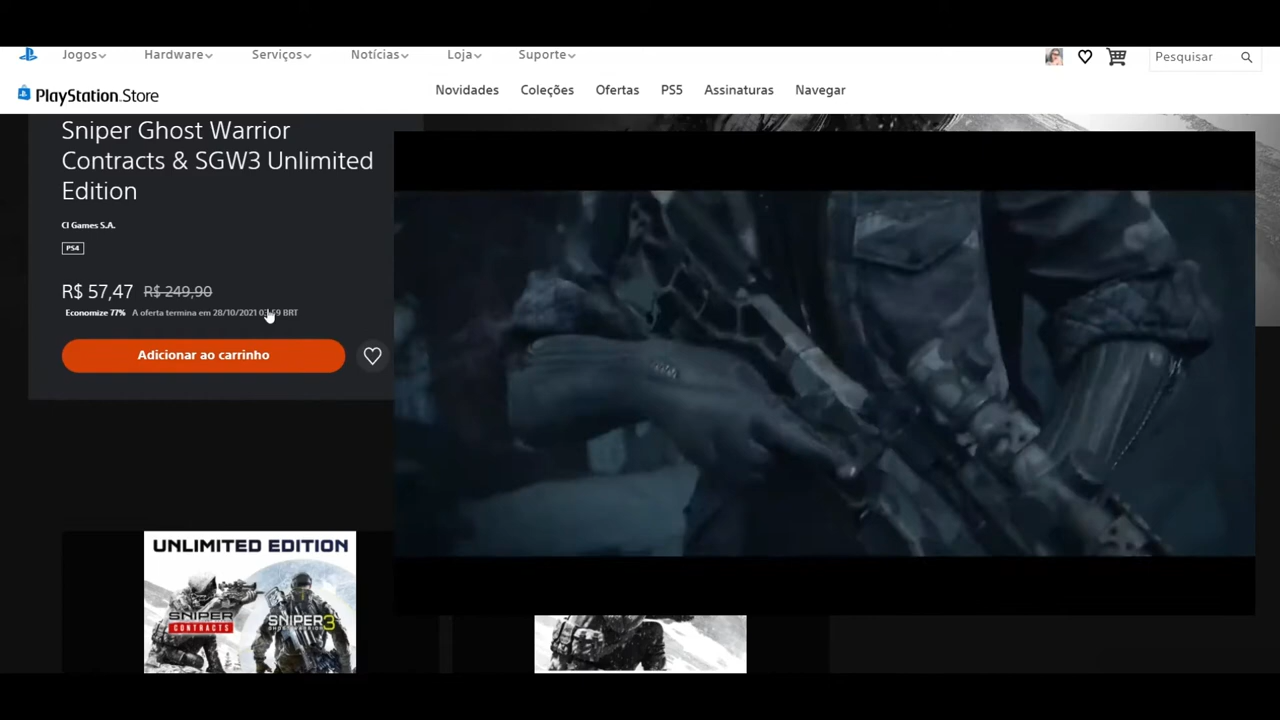 Jogos Hardware Serviços Notícias Loja Suporte Pesquisar
PlayStation.Store Novidades Coleções Ofertas PS5 Assinaturas Navegar
Sniper Ghost Warrior
Contracts & SGW3 Unlimited
Edition
CI Games S.A.
PS4
R$ 57,47 R$ 249,90
Economize 77% A oferta termina em 28/10/2021 BRT
Adicionar ao carrinho
UNLIMITED EDITION
SNIPER
CONTRACTS
SNIPER 3